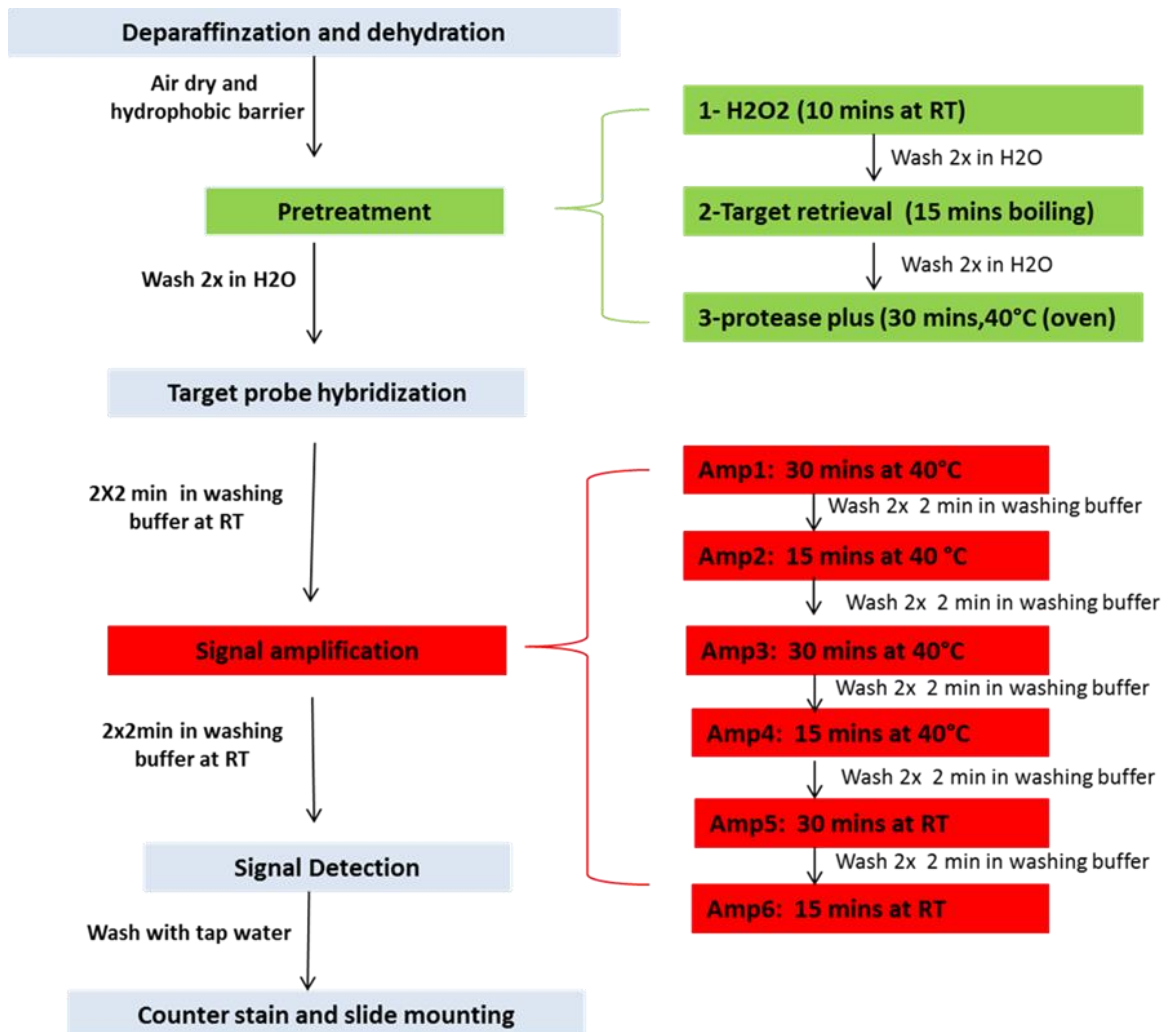 Deparaffinzation and dehydration
Air dry and
hydrophobic barrier
Pretreatment
Wash 2x in H2O
Target probe hybridization
2X2 min in washing
buffer at RT
Signal amplification
2x2min in washing
buffer at RT
Signal Detection
Wash with tap water
Counter stain and slide mounting
1- H2O2 (10 mins at RT)
Wash 2x in H2O
2-Target retrieval (15 mins boiling)
Wash 2x in H2O
3-protease plus (30 mins,40°C (oven)
Amp1: 30 mins at 40°C
Wash 2x 2 min in washing buffer
Amp2: 15 mins at 40 °C
Wash 2x 2 min in washing buffer
Amp3: 30 mins at 40°C
Wash 2x 2 min in washing buffer
Amp4: 15 mins at 40°C
Wash 2x 2 min in washing buffer
Amp5: 30 mins at RT
Wash 2x 2 min in washing buffer
Amp6: 15 mins at RT